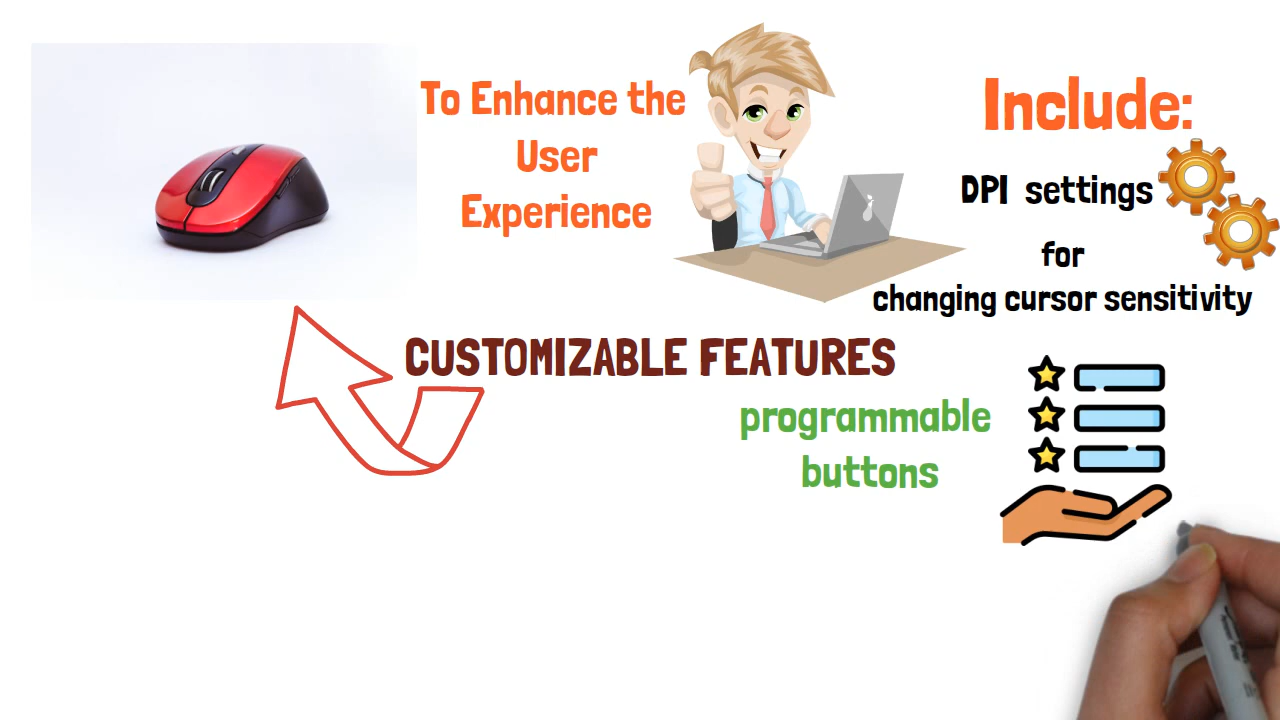 To Enhance the
User
Experience
Include:
DPI settings
for
changing cursor sensitivity
CUSTOMIZABLE FEATURES
programmable
buttons